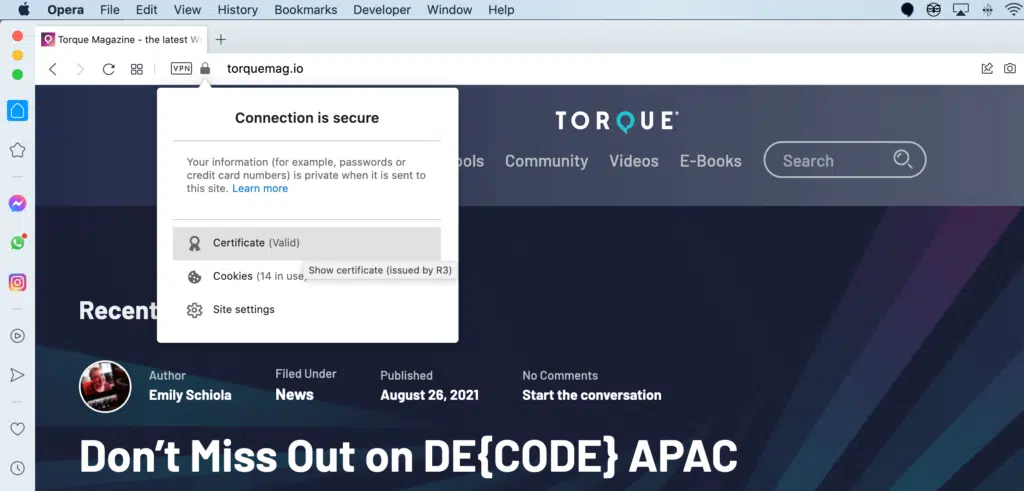 Opera File Edit View History Bookmarks Developer Window Help
Torque Magazine - the latest W
VPN torquemag.io
TORQUE
ools Community Videos E-Books Search
Connection is secure
Your information (for example, passwords or
credit card numbers) is private when it is sent to
this site. Learn more
Certificate (Valid)
Show certificate (issued by R3)
Cookies (14 in use
Site settings
Recent
Author Filed Under Published No Comments
Emily Schiola News August 26, 2021 Start the conversation
Don’t Miss Out on DE{CODE} APAC